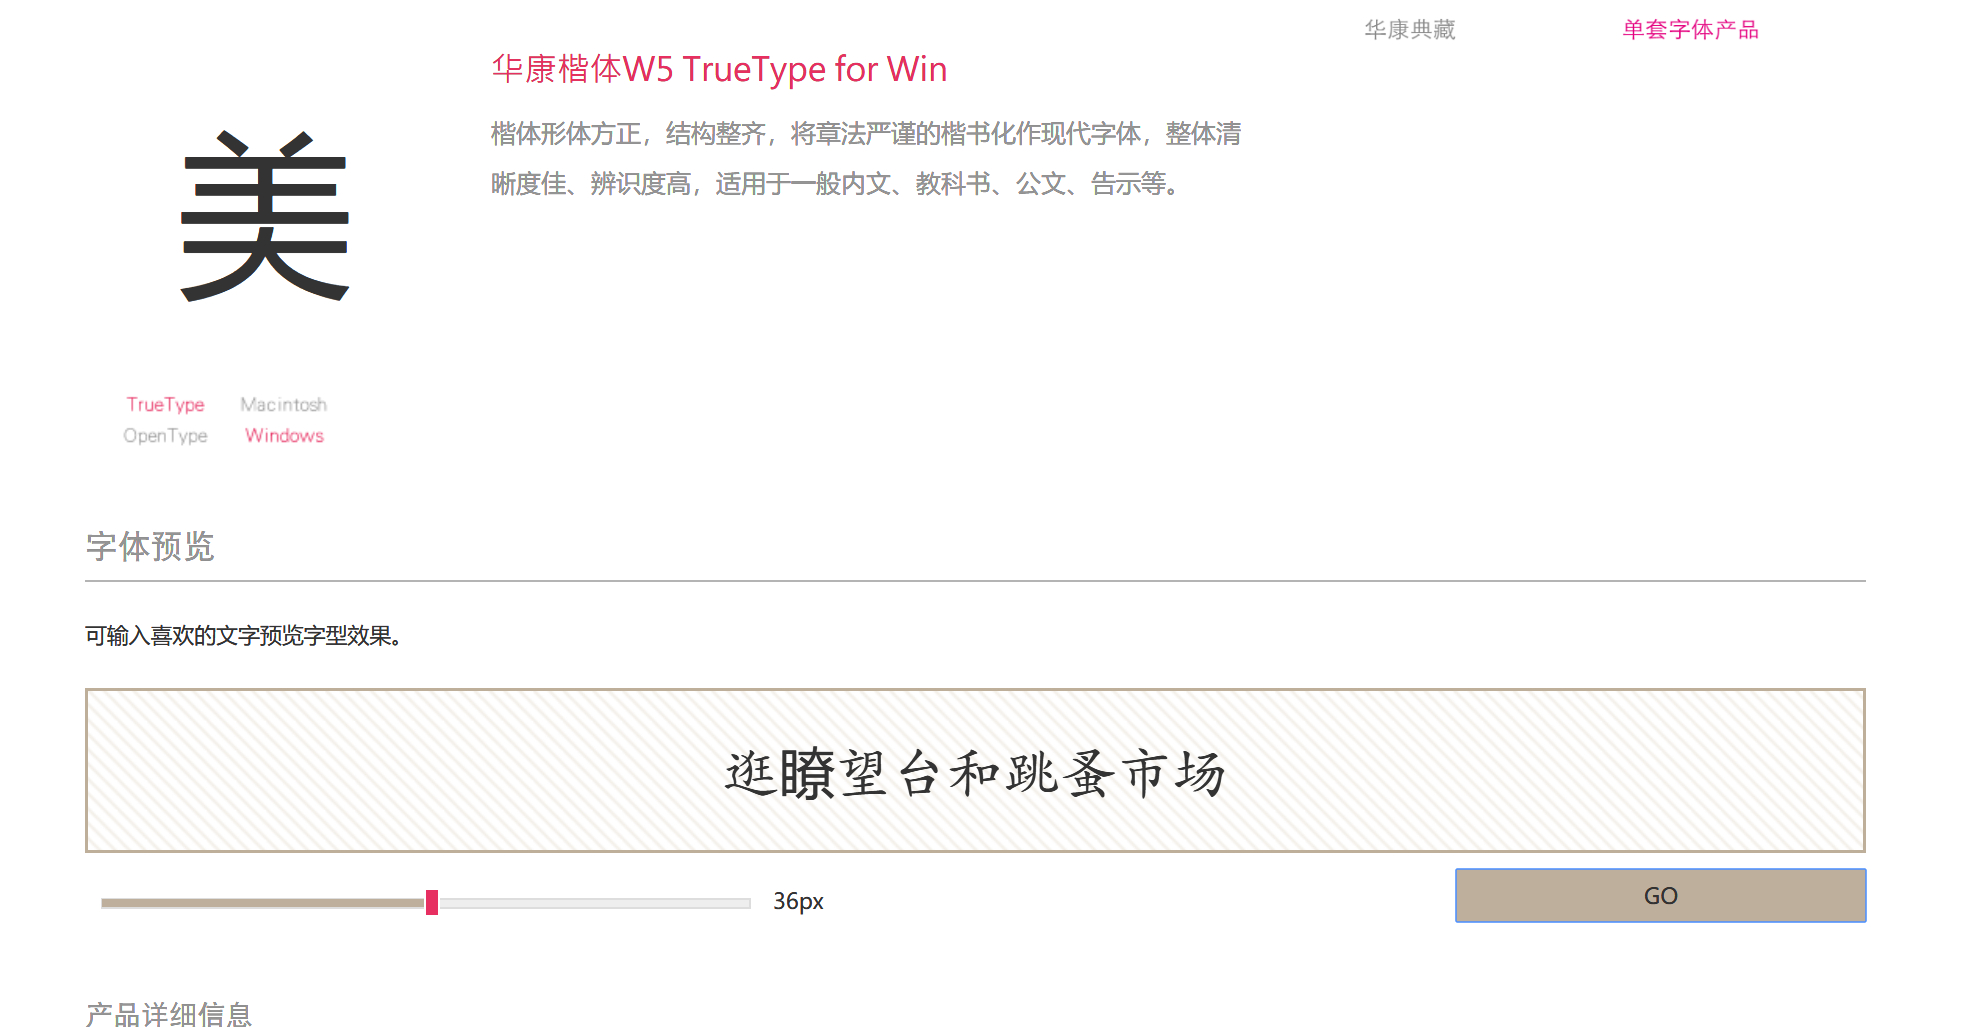 华康典藏
单套字体产品
华康楷体W5 TrueType for Win
楷体形体方正，结构整齐，将章法严谨的楷书化作现代字体，整体清
晰度佳、辨识度高，适用于一般内文、教科书、公文、告示等。
美
TrueType
Macintosh
OpenType
Windows
字体预览
可输入喜欢的文字预览字型效果。
逛瞭望台和跳蚤市场
36px
GO
产品详细信息